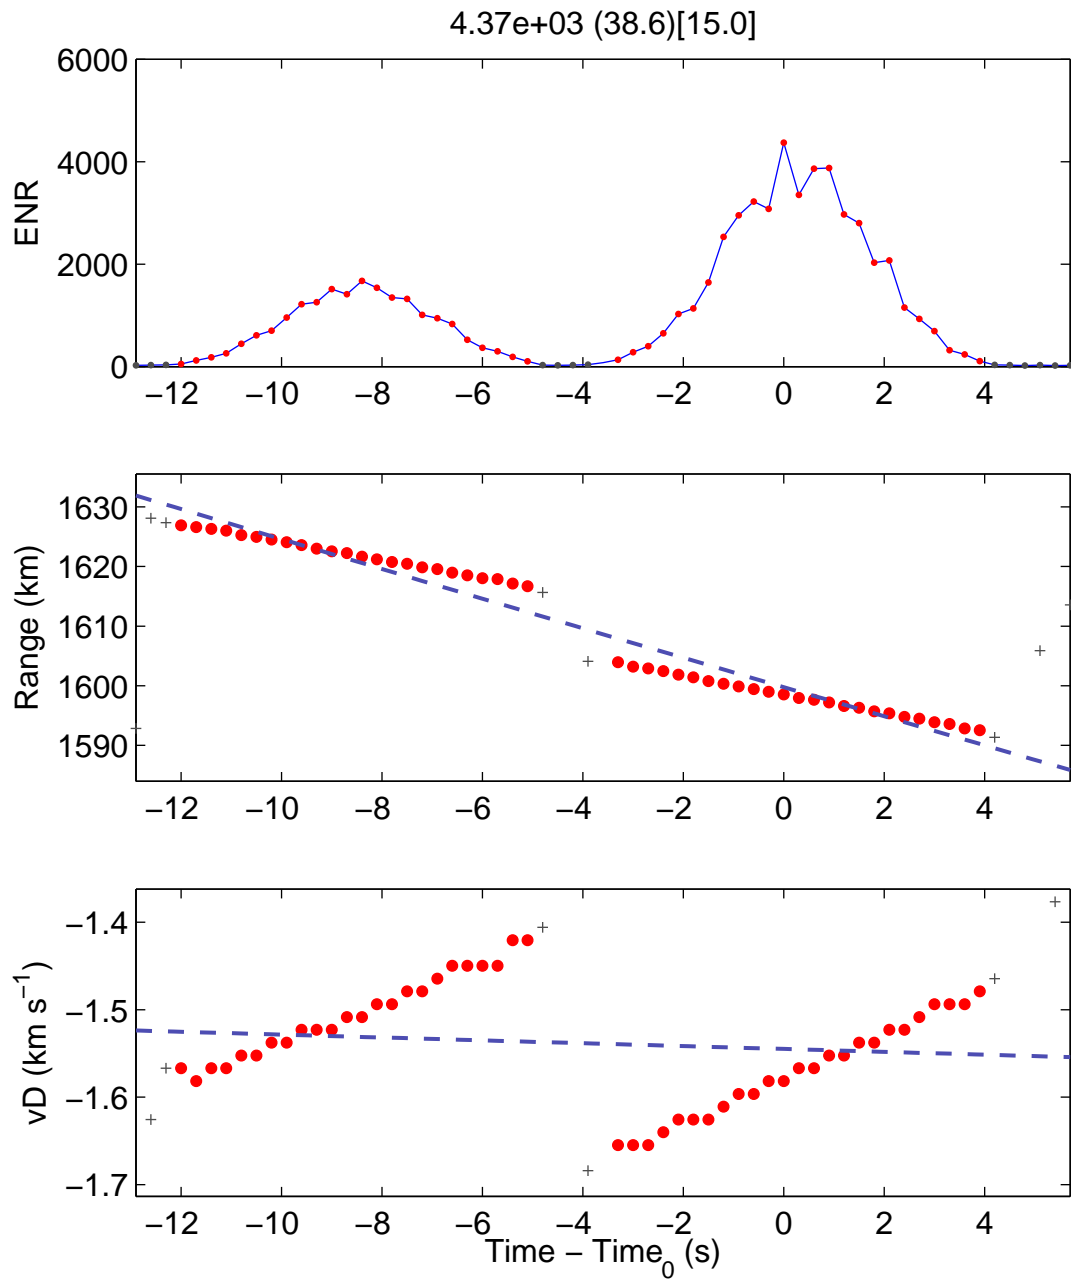 4.37e+03 (38.6)[15.0]
6000
4000
2000
0
ENR
−12 −10 −8 −6 −4 −2 0 2 4
1630
1620
1610
1600
1590
Range (km)
−12 −10 −8 −6 −4 −2 0 2 4
−1.4
−1.5
−1.6
−1.7
vD (km s−1)
−12 −10 −8 −6 −4 −2 0 2 4
Time − Time0 (s)